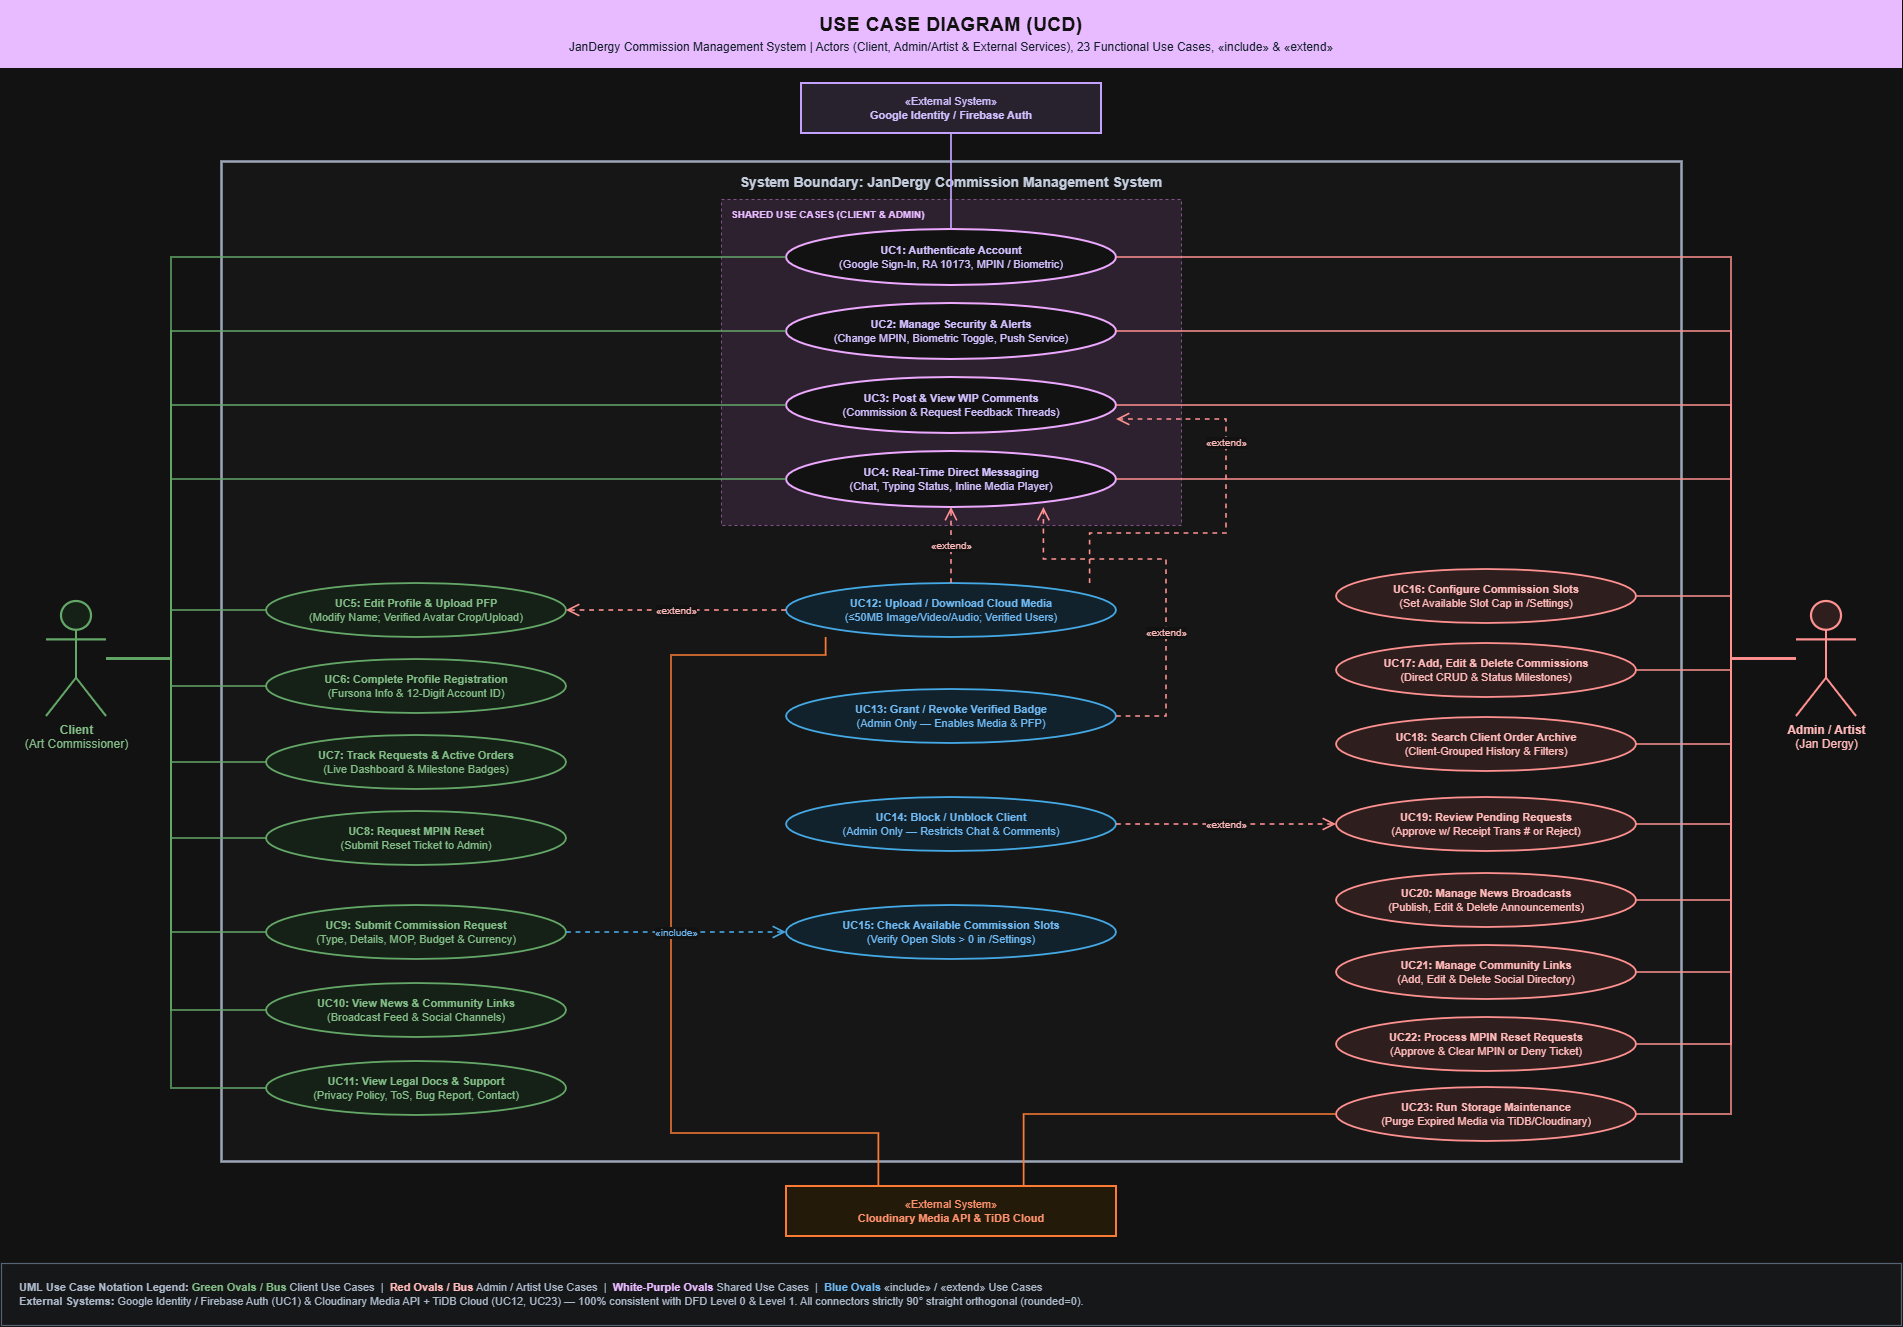 USE CASE DIAGRAM (UCD)
JanDergy Commission Management System | Actors (Client, Admin/Artist & External Services), 23 Functional Use Cases, «include» & «extend»
«External System»
Google Identity / Firebase Auth
System Boundary: JanDergy Commission Management System
SHARED USE CASES (CLIENT & ADMIN)
UC1: Authenticate Account
(Google Sign-In, RA 10173, MPIN / Biometric)
UC2: Manage Security & Alerts
(Change MPIN, Biometric Toggle, Push Service)
UC3: Post & View WIP Comments
(Commission & Request Feedback Threads)
«extend»
UC4: Real-Time Direct Messaging
(Chat, Typing Status, Inline Media Player)
«extend»
UC5: Edit Profile & Upload PFP
(Modify Name; Verified Avatar Crop/Upload)
«extend»
UC12: Upload / Download Cloud Media
(≤50MB Image/Video/Audio; Verified Users)
«extend»
UC16: Configure Commission Slots
(Set Available Slot Cap in /Settings)
UC6: Complete Profile Registration
(Fursona Info & 12-Digit Account ID)
UC17: Add, Edit & Delete Commissions
(Direct CRUD & Status Milestones)
Client
(Art Commissioner)
UC13: Grant / Revoke Verified Badge
(Admin Only — Enables Media & PFP)
Admin / Artist
(Jan Dergy)
UC7: Track Requests & Active Orders
(Live Dashboard & Milestone Badges)
UC18: Search Client Order Archive
(Client-Grouped History & Filters)
UC8: Request MPIN Reset
(Submit Reset Ticket to Admin)
UC14: Block / Unblock Client
(Admin Only — Restricts Chat & Comments)
«extend»
UC19: Review Pending Requests
(Approve w/ Receipt Trans # or Reject)
UC20: Manage News Broadcasts
(Publish, Edit & Delete Announcements)
UC9: Submit Commission Request
(Type, Details, MOP, Budget & Currency)
«include»
UC15: Check Available Commission Slots
(Verify Open Slots > 0 in /Settings)
UC21: Manage Community Links
(Add, Edit & Delete Social Directory)
UC10: View News & Community Links
(Broadcast Feed & Social Channels)
UC22: Process MPIN Reset Requests
(Approve & Clear MPIN or Deny Ticket)
UC11: View Legal Docs & Support
(Privacy Policy, ToS, Bug Report, Contact)
UC23: Run Storage Maintenance
(Purge Expired Media via TiDB/Cloudinary)
«External System»
Cloudinary Media API & TiDB Cloud
UML Use Case Notation Legend: Green Ovals / Bus Client Use Cases | Red Ovals / Bus Admin / Artist Use Cases | White-Purple Ovals Shared Use Cases | Blue Ovals «include» / «extend» Use Cases
External Systems: Google Identity / Firebase Auth (UC1) & Cloudinary Media API + TiDB Cloud (UC12, UC23) — 100% consistent with DFD Level 0 & Level 1. All connectors strictly 90° straight orthogonal (rounded=0).